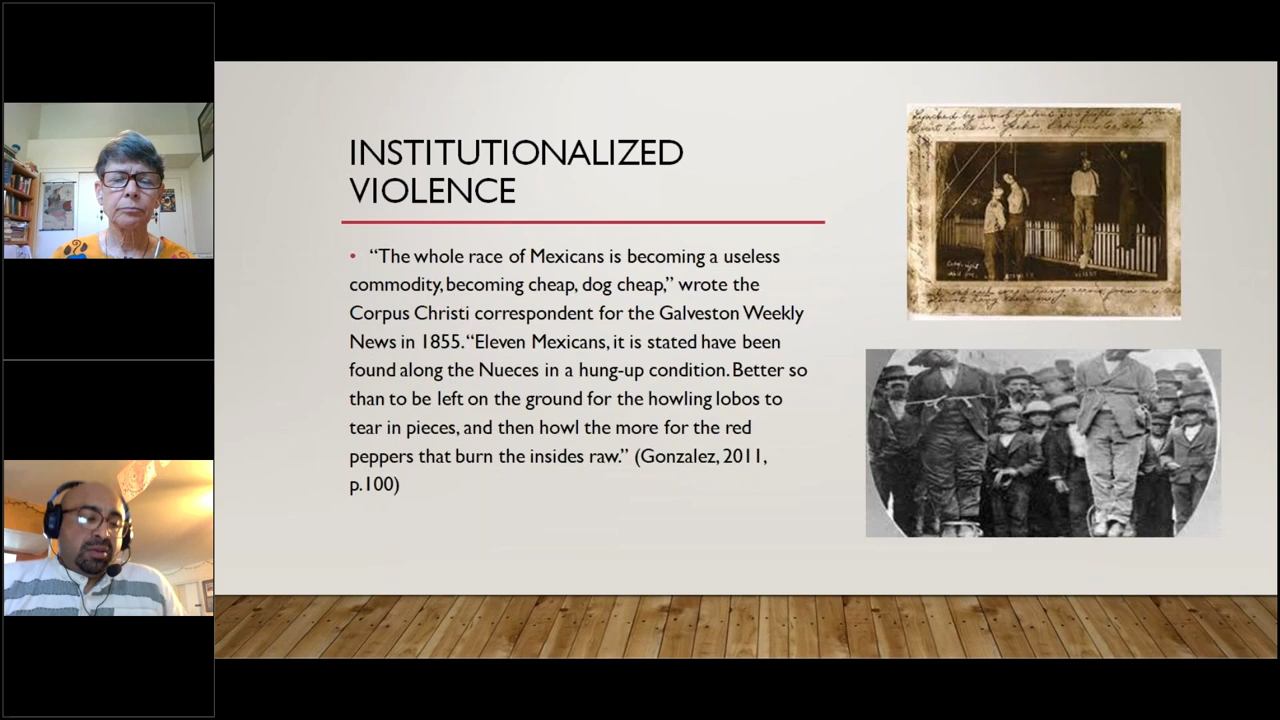 INSTITUTIONALIZED
VIOLENCE
• “The whole race of Mexicans is becoming a useless
commodity, becoming cheap, dog cheap,” wrote the
Corpus Christi correspondent for the Galveston Weekly
News in 1855. “Eleven Mexicans, it is stated have been
found along the Nueces in a hung-up condition. Better so
than to be left on the ground for the howling lobos to
tear in pieces, and then howl the more for the red
peppers that burn the insides raw.” (Gonzalez, 2011,
p.100)